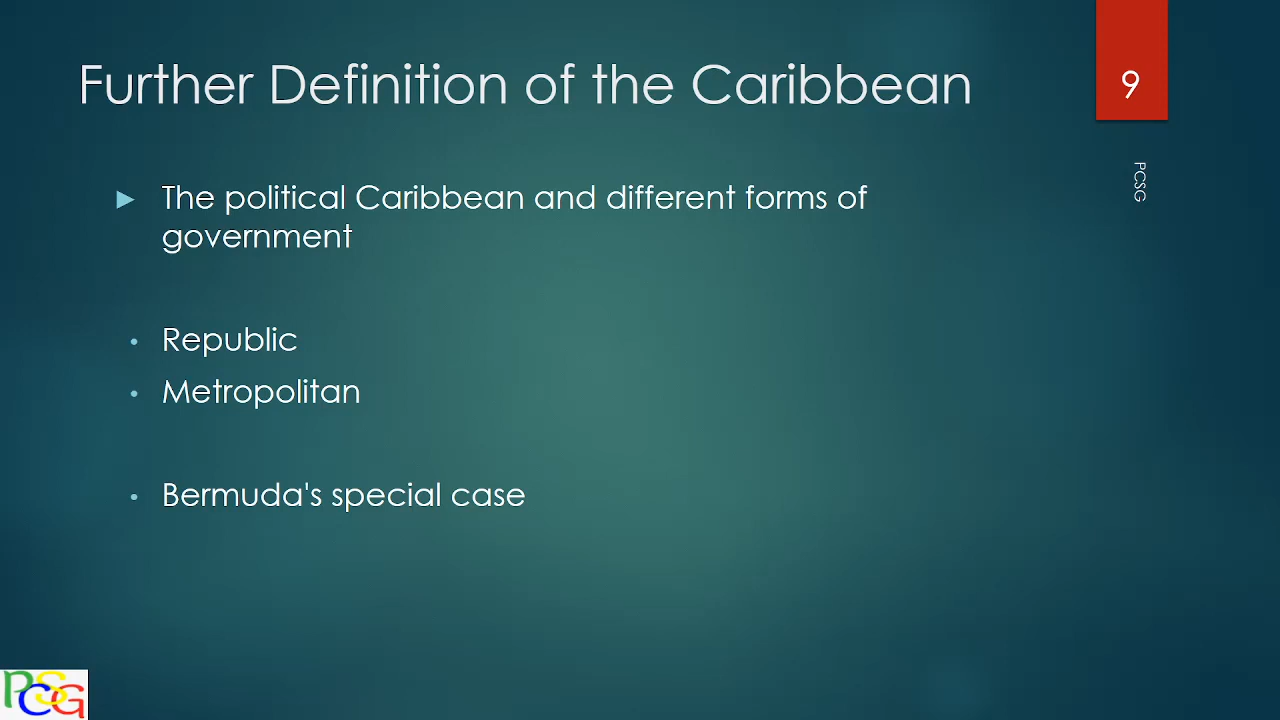 Further Definition of the Caribbean
9
PCSG
► The political Caribbean and different forms of
government
• Republic
• Metropolitan
• Bermuda's special case
PCSG